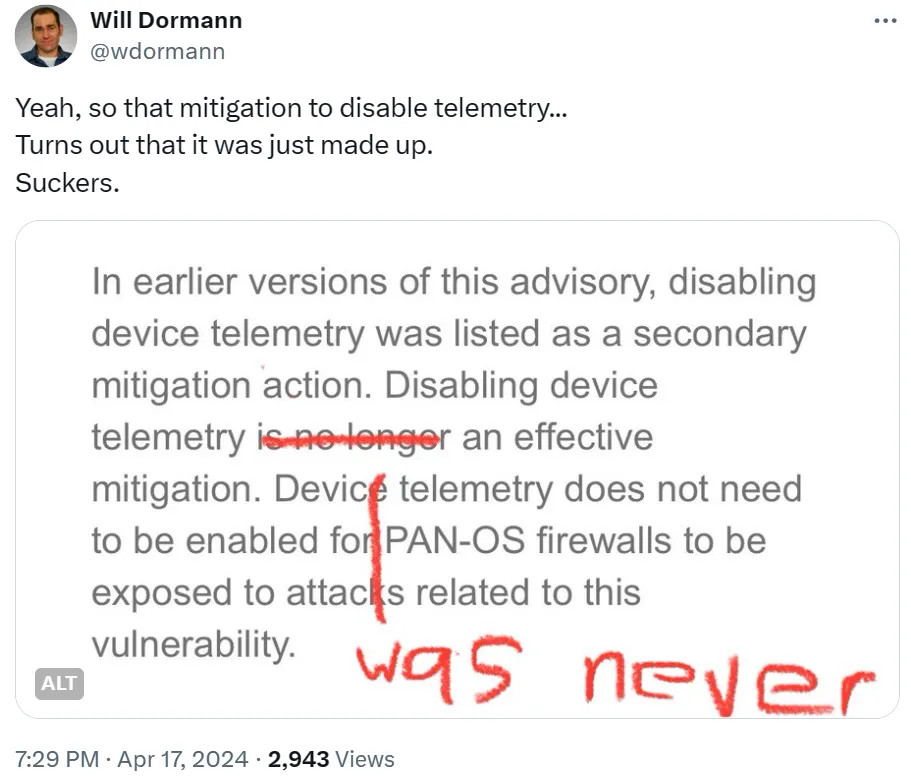 Will Dormann
@wdormann
Yeah, so that mitigation to disable telemetry...
Turns out that it was just made up.
Suckers.
In earlier versions of this advisory, disabling
device telemetry was listed as a secondary
mitigation action. Disabling device
telemetry is no longer an effective
mitigation. Device telemetry does not need
to be enabled for PAN-OS firewalls to be
exposed to attacks related to this
vulnerability.
was never
ALT
7:29 PM · Apr 17, 2024 · 2,943 Views